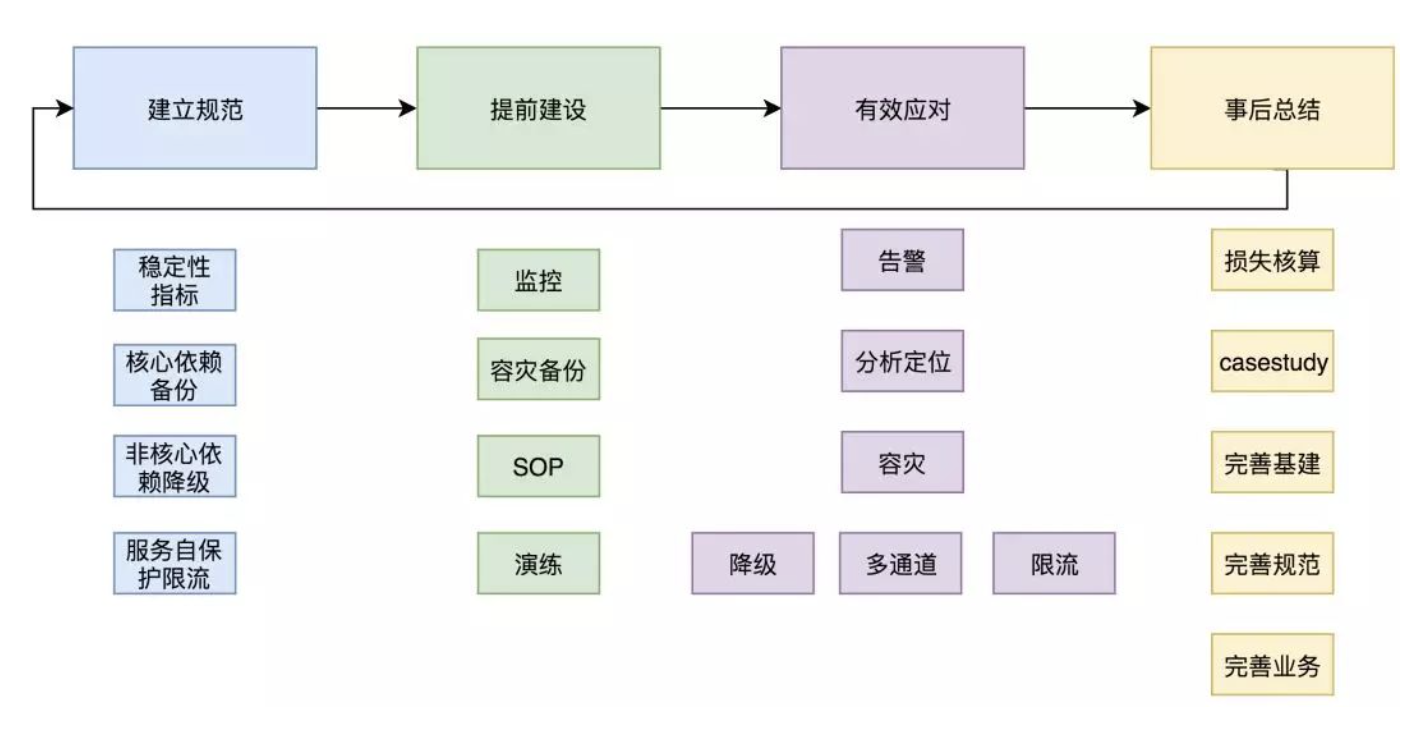 建立规范
提前建设
有效应对
事后总结
稳定性
指标
核心依赖
备份
非核心依
赖降级
服务自保
护限流
监控
容灾备份
SOP
演练
告警
分析定位
容灾
降级
多通道
限流
损失核算
casestudy
完善基建
完善规范
完善业务